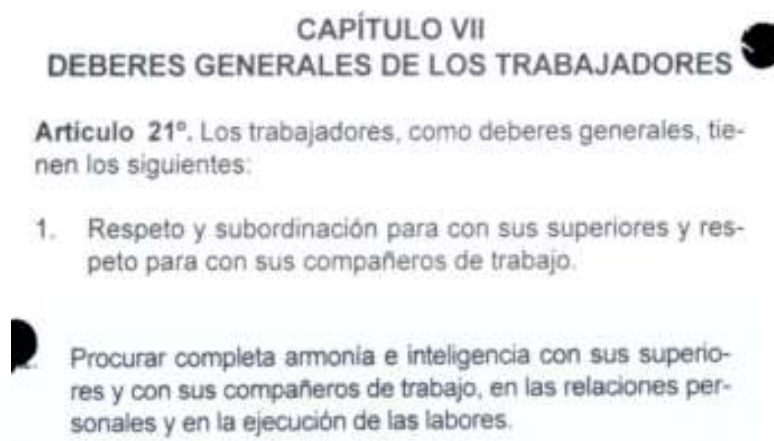 CAPÍTULO VII
DEBERES GENERALES DE LOS TRABAJADORES
Artículo 21º. Los trabajadores, como deberes generales, tie-
nen los siguientes:
1. Respeto y subordinación para con sus superiores y res-
peto para con sus compañeros de trabajo.
Procurar completa armonía e inteligencia con sus superio-
res y con sus compañeros de trabajo, en las relaciones per-
sonales y en la ejecución de las labores.